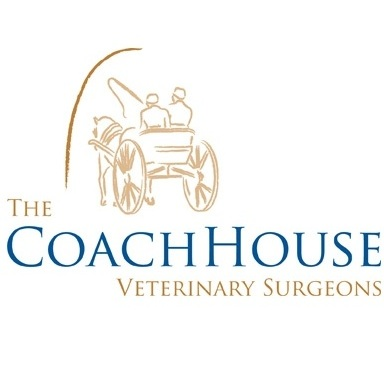 The
CoachHouse
Veterinary Surgeons